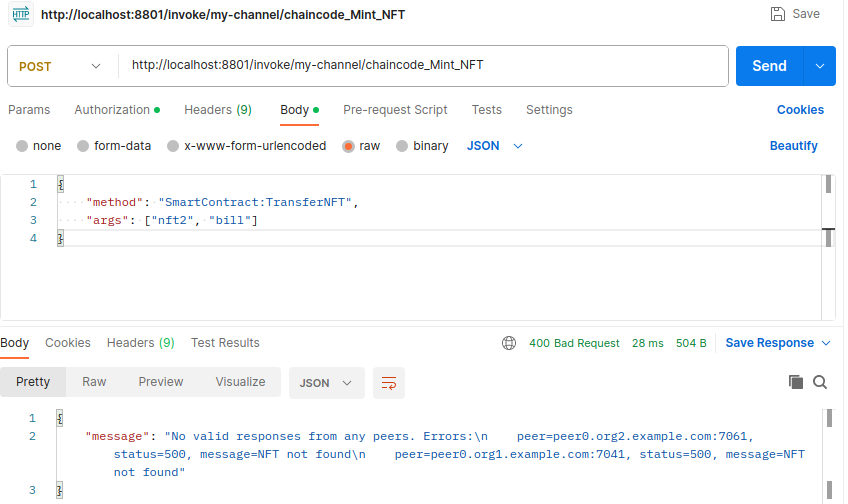 HTTP http://localhost:8801/invoke/my-channel/chaincode_Mint_NFT Save
POST http://localhost:8801/invoke/my-channel/chaincode_Mint_NFT Send
Params Authorization Headers (9) Body Pre-request Script Tests Settings Cookies
none form-data x-www-form-urlencoded raw binary JSON Beautify
1 {
2 ····"method": "SmartContract:TransferNFT",
3 ····"args": ["nft2", "bill"]
4 }
Body Cookies Headers (9) Test Results 400 Bad Request 28 ms 504 B Save Response
Pretty Raw Preview Visualize JSON
1 {
2 "message": "No valid responses from any peers. Errors:\n    peer=peer0.org2.example.com:7061,
status=500, message=NFT not found\n    peer=peer0.org1.example.com:7041, status=500, message=NFT
not found"
3 }